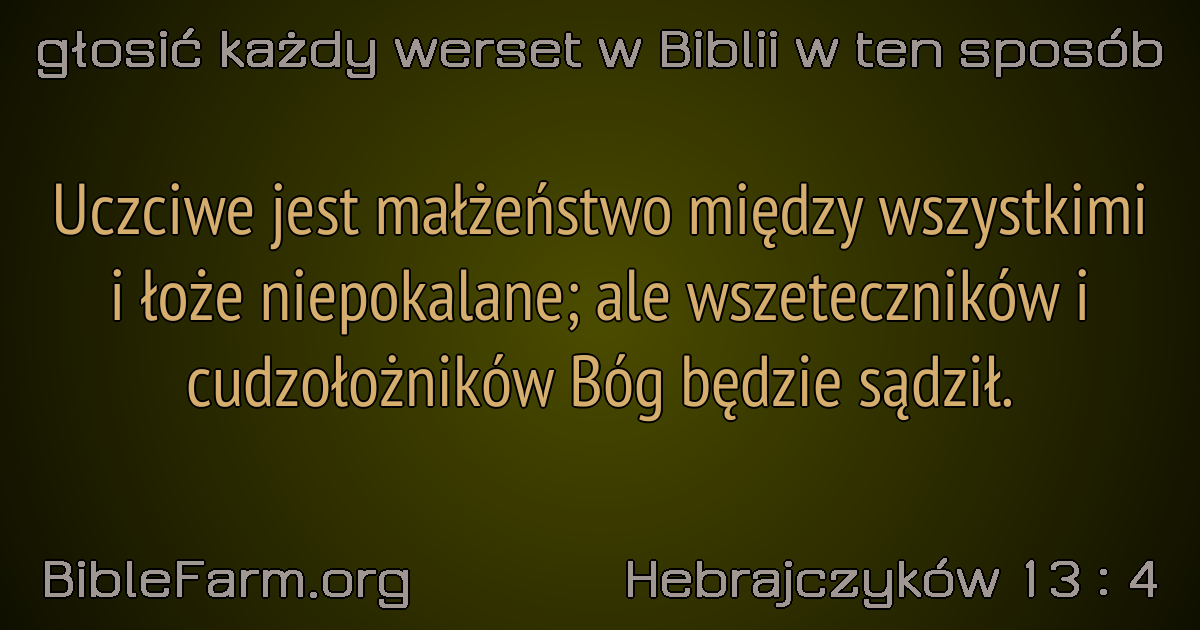 głosić każdy werset w Biblii w ten sposób
Uczciwe jest małżeństwo między wszystkimi
i łoże niepokalane; ale wszeteczników i
cudzołożników Bóg będzie sądził.
BibleFarm.org
Hebrajczyków 13 : 4